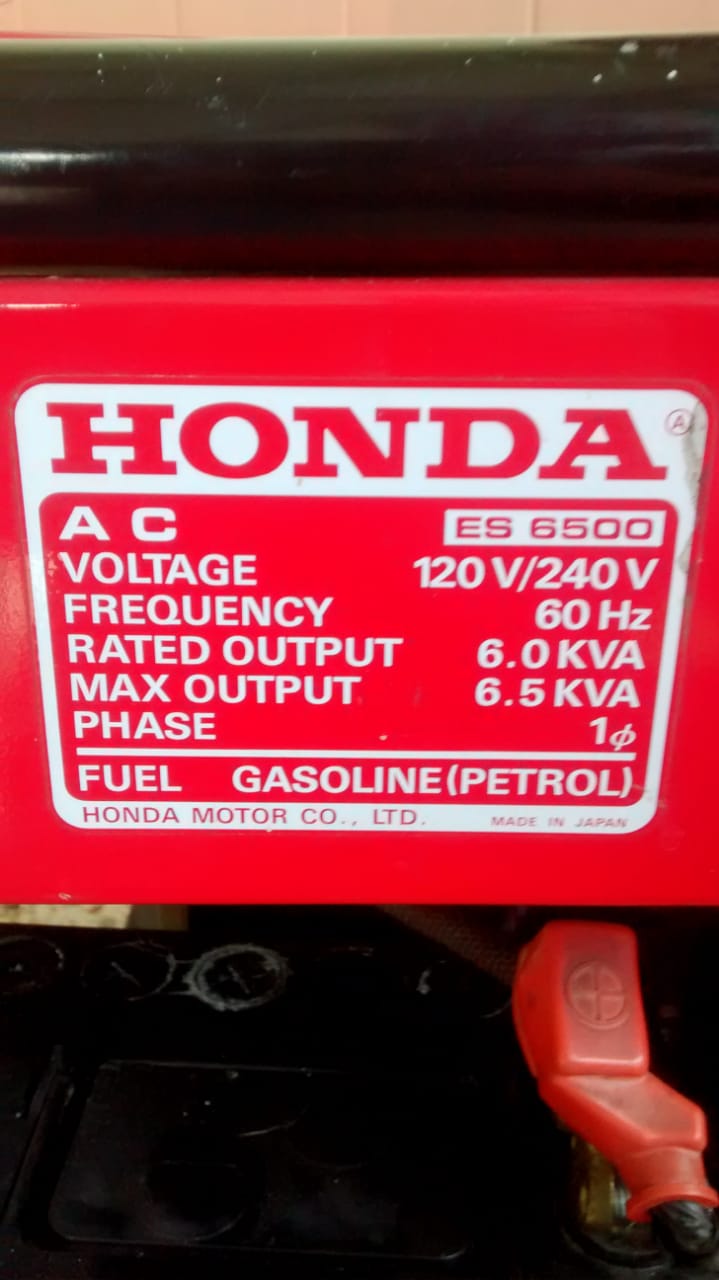 HONDA Ⓐ
AC ES 6500
VOLTAGE 120 V/240 V
FREQUENCY 60 Hz
RATED OUTPUT 6.0 KVA
MAX OUTPUT 6.5 KVA
PHASE 1ϕ
FUEL GASOLINE (PETROL)
HONDA MOTOR CO., LTD. MADE IN JAPAN